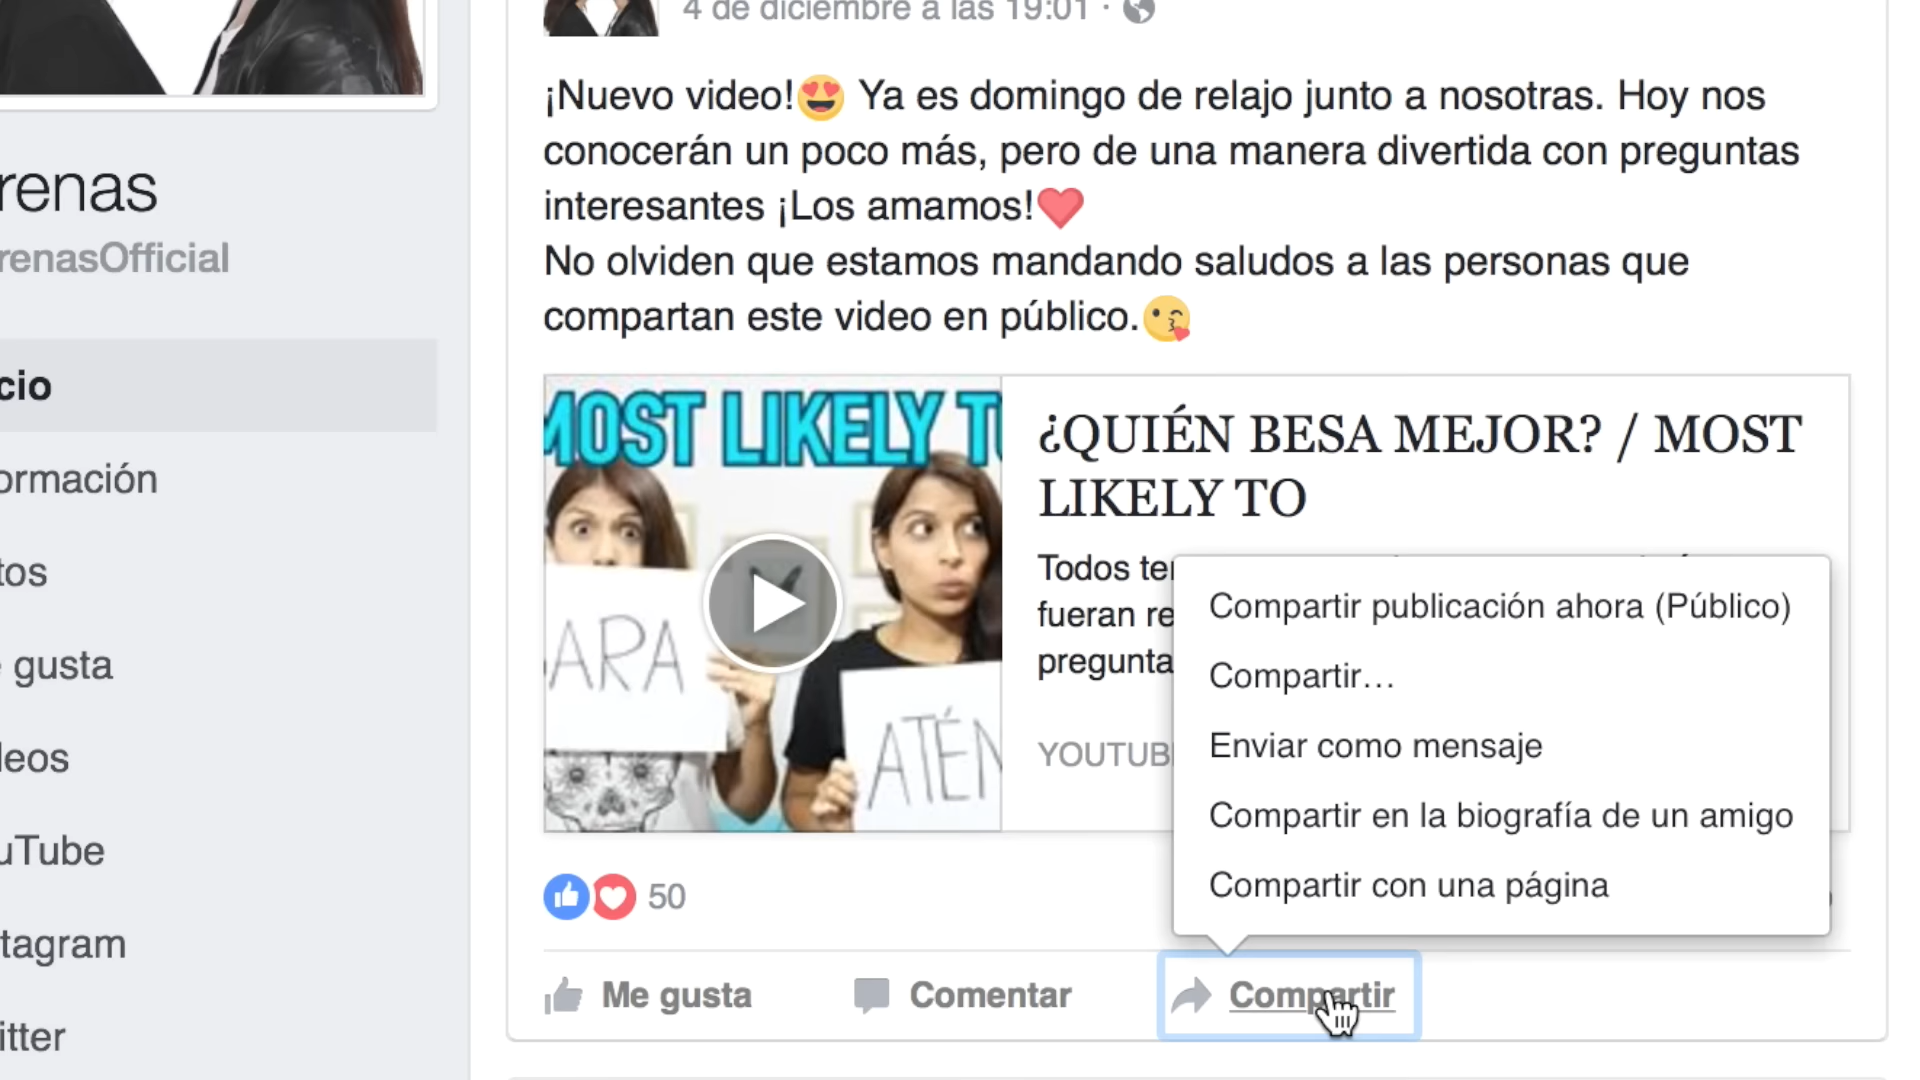 4 de diciembre a las 19:01 ·
¡Nuevo video!😍 Ya es domingo de relajo junto a nosotras. Hoy nos
conocerán un poco más, pero de una manera divertida con preguntas
interesantes ¡Los amamos!❤️
No olviden que estamos mandando saludos a las personas que
compartan este video en público.😘
renas
renasOfficial
cio
ormación
tos
gusta
deos
uTube
tagram
itter
MOST LIKELY T
ARA
ATÉN
¿QUIÉN BESA MEJOR? / MOST
LIKELY TO
Todos te
fueran re
pregunta
YOUTUB
Compartir publicación ahora (Público)
Compartir…
Enviar como mensaje
Compartir en la biografía de un amigo
Compartir con una página
50
Me gusta
Comentar
Compartir